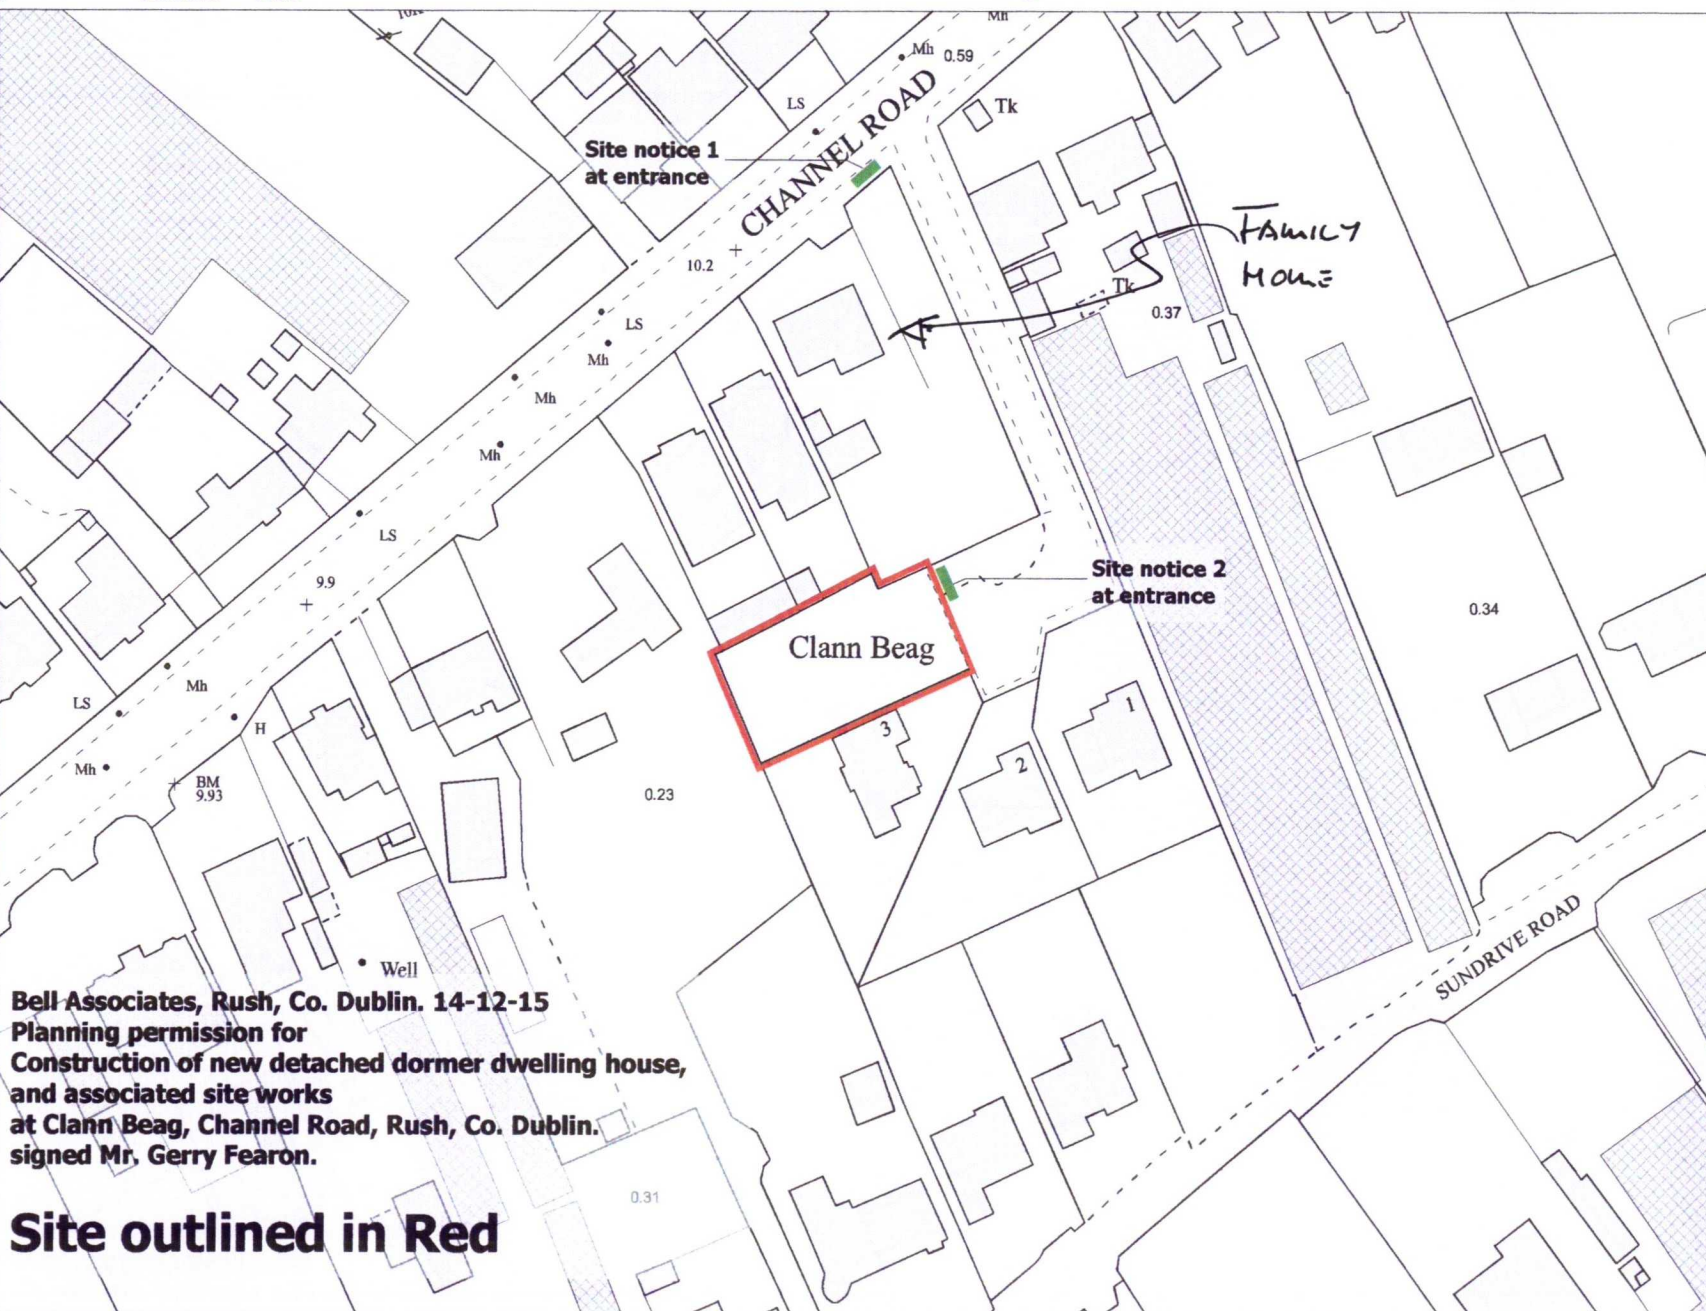 Mh
Mh 0.59
LS
CHANNEL ROAD
Tk
Site notice 1
at entrance
FAMILY
HOME
10.2
Tk
0.37
LS
Mh
Mh
Mh
LS
9.9
Site notice 2
at entrance
0.34
Clann Beag
Mh
LS
H
1
3
2
Mh
BM
9.93
0.23
SUNDRIVE ROAD
Well
Bell Associates, Rush, Co. Dublin. 14-12-15
Planning permission for
Construction of new detached dormer dwelling house,
and associated site works
at Clann Beag, Channel Road, Rush, Co. Dublin.
signed Mr. Gerry Fearon.
0.31
Site outlined in Red